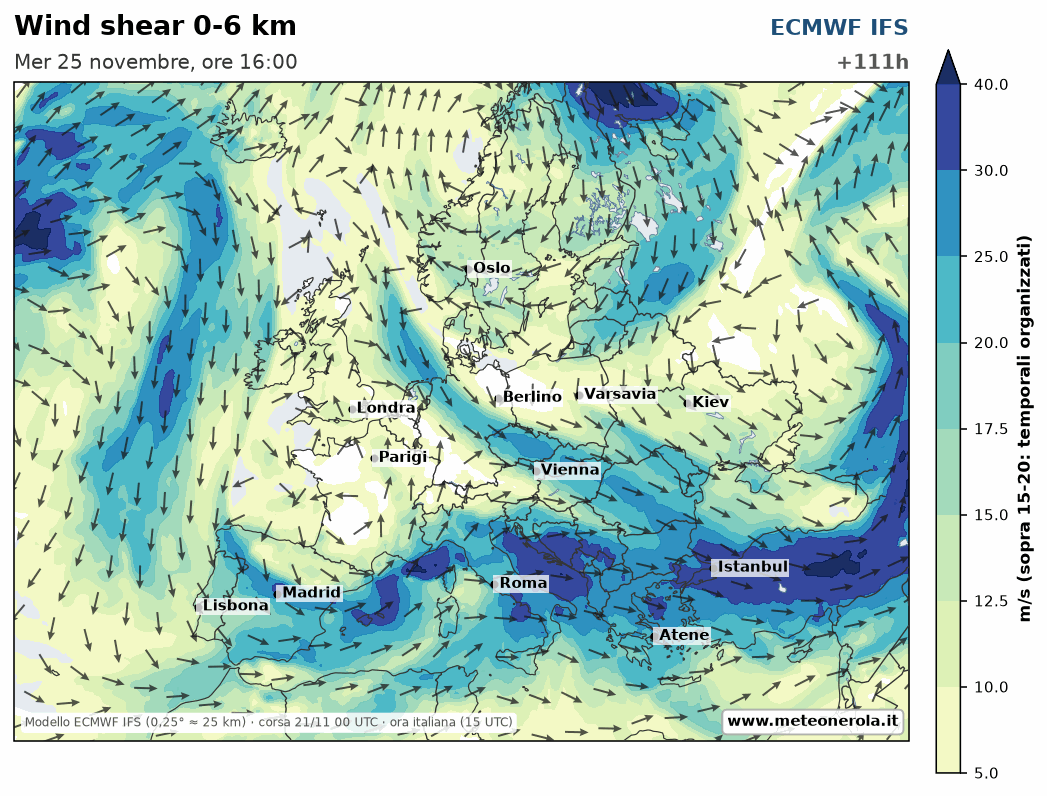 Wind shear 0-6 km
ECMWF IFS
Mer 25 novembre, ore 16:00
+111h
40.0
30.0
25.0
20.0
17.5
15.0
12.5
10.0
5.0
m/s (sopra 15-20: temporali organizzati)
Oslo
Berlino
Varsavia
Kiev
Londra
Parigi
Vienna
Istanbul
Roma
Madrid
Lisbona
Atene
Modello ECMWF IFS (0,25° ≈ 25 km) · corsa 21/11 00 UTC · ora italiana (15 UTC)
www.meteonerola.it